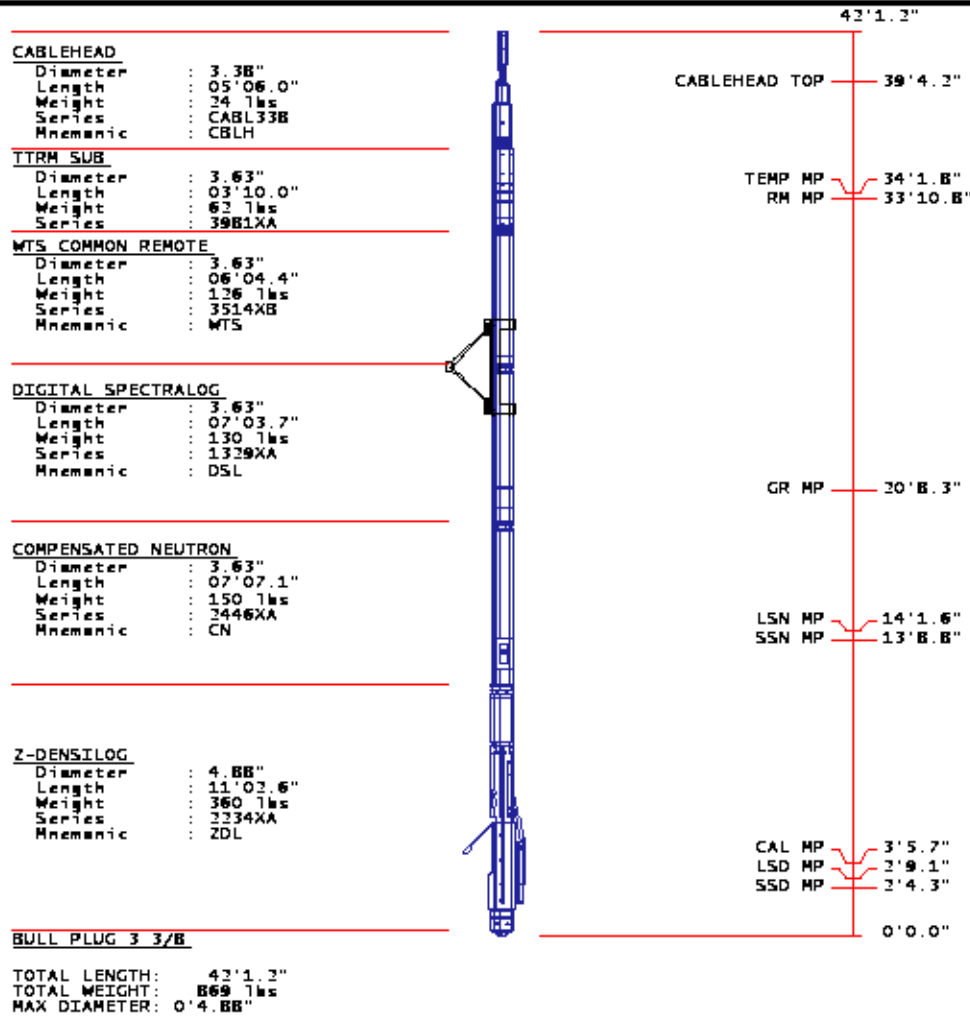 42'1.2"
CABLEHEAD
Diameter : 3.38"
Length : 05'06.0"
Weight : 24 lbs
Series : CABL338
Mnemonic : CBLH
CABLEHEAD TOP 39'4.2"
TTRM SUB
Diameter : 3.63"
Length : 03'10.0"
Weight : 62 lbs
Series : 3981XA
TEMP MP 34'1.8"
RM MP 33'10.8"
WTS COMMON REMOTE
Diameter : 3.63"
Length : 06'04.4"
Weight : 126 lbs
Series : 3514XB
Mnemonic : WTS
DIGITAL SPECTRALOG
Diameter : 3.63"
Length : 07'03.7"
Weight : 130 lbs
Series : 1329XA
Mnemonic : DSL
GR MP 20'8.3"
COMPENSATED NEUTRON
Diameter : 3.63"
Length : 07'07.1"
Weight : 150 lbs
Series : 2446XA
Mnemonic : CN
LSN MP 14'1.6"
SSN MP 13'8.8"
Z-DENSILOG
Diameter : 4.88"
Length : 11'02.6"
Weight : 360 lbs
Series : 2234XA
Mnemonic : ZDL
CAL MP 3'5.7"
LSD MP 2'9.1"
SSD MP 2'4.3"
0'0.0"
BULL PLUG 3 3/8
TOTAL LENGTH: 42'1.2"
TOTAL WEIGHT: 869 lbs
MAX DIAMETER: 0'4.88"